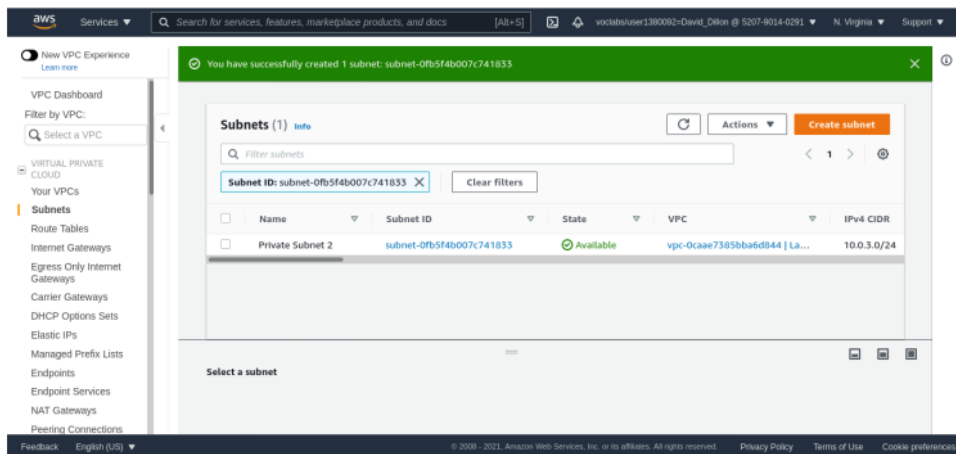 aws Services ▼ Search for services, features, marketplace products, and docs [Alt+S] voclabs/user1380092=David_Dillon @ 5207-9014-0291 ▼ N. Virginia ▼ Support ▼
New VPC Experience
Learn more
You have successfully created 1 subnet: subnet-0fb5f4b007c741833
VPC Dashboard
Filter by VPC:
Select a VPC
VIRTUAL PRIVATE
CLOUD
Your VPCs
Subnets
Route Tables
Internet Gateways
Egress Only Internet
Gateways
Carrier Gateways
DHCP Options Sets
Elastic IPs
Managed Prefix Lists
Endpoints
Endpoint Services
NAT Gateways
Peering Connections
Subnets (1) Info
Actions ▼ Create subnet
Filter subnets
1
Subnet ID: subnet-0fb5f4b007c741833 Clear filters
Name Subnet ID State VPC IPv4 CIDR
Private Subnet 2 subnet-0fb5f4b007c741833 Available vpc-0caae7385bba6d844 | La... 10.0.3.0/24
Select a subnet
Feedback English (US) ▼ © 2008 - 2021, Amazon Web Services, Inc. or its affiliates. All rights reserved. Privacy Policy Terms of Use Cookie preferences